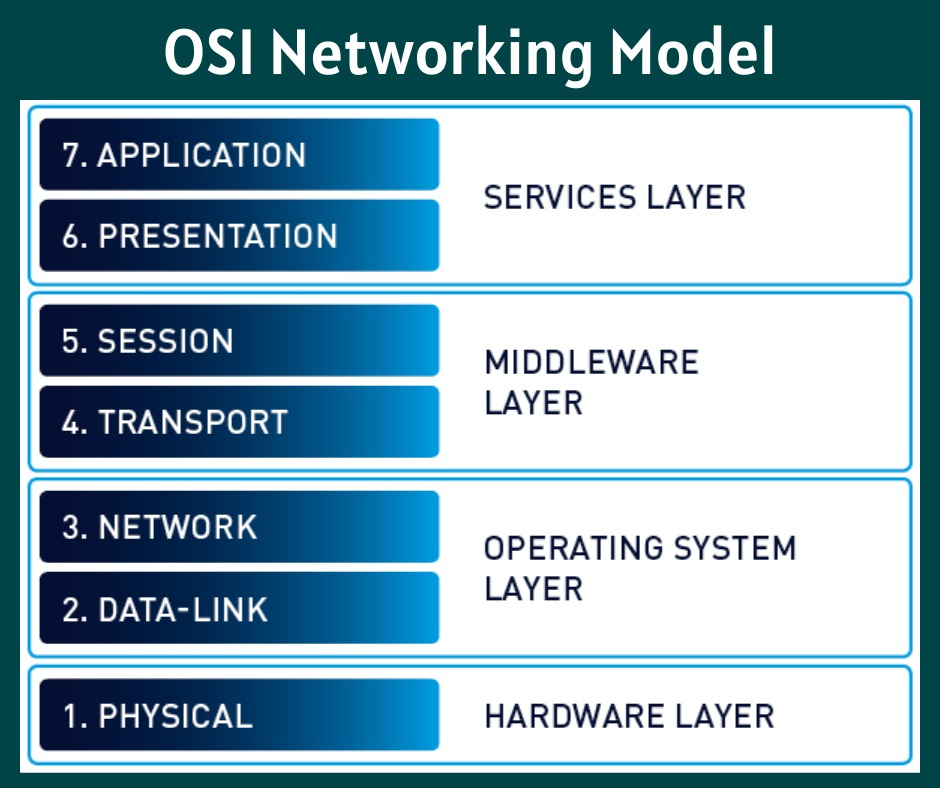 OSI Networking Model
7. APPLICATION
6. PRESENTATION
SERVICES LAYER
5. SESSION
4. TRANSPORT
MIDDLEWARE
LAYER
3. NETWORK
2. DATA-LINK
OPERATING SYSTEM
LAYER
1. PHYSICAL
HARDWARE LAYER